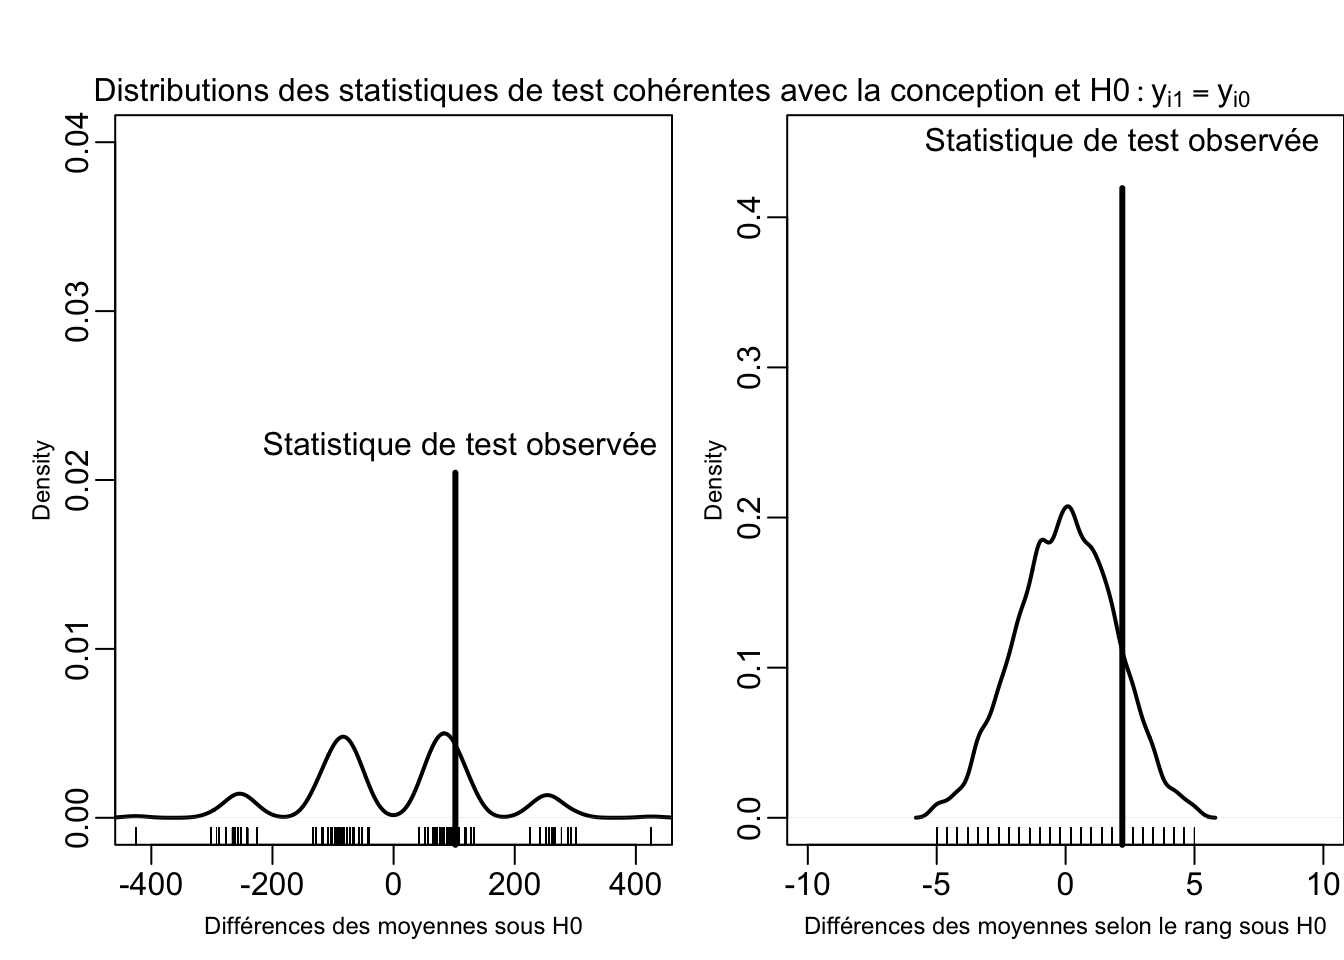 Distributions des statistiques de test cohérentes avec la conception et H0 : yi1 = yi0
0.04
0.03
0.02
0.01
0.00
Density
Statistique de test observée
-400 -200 0 200 400
Différences des moyennes sous H0
0.4
0.3
0.2
0.1
0.0
Density
Statistique de test observée
-10 -5 0 5 10
Différences des moyennes selon le rang sous H0